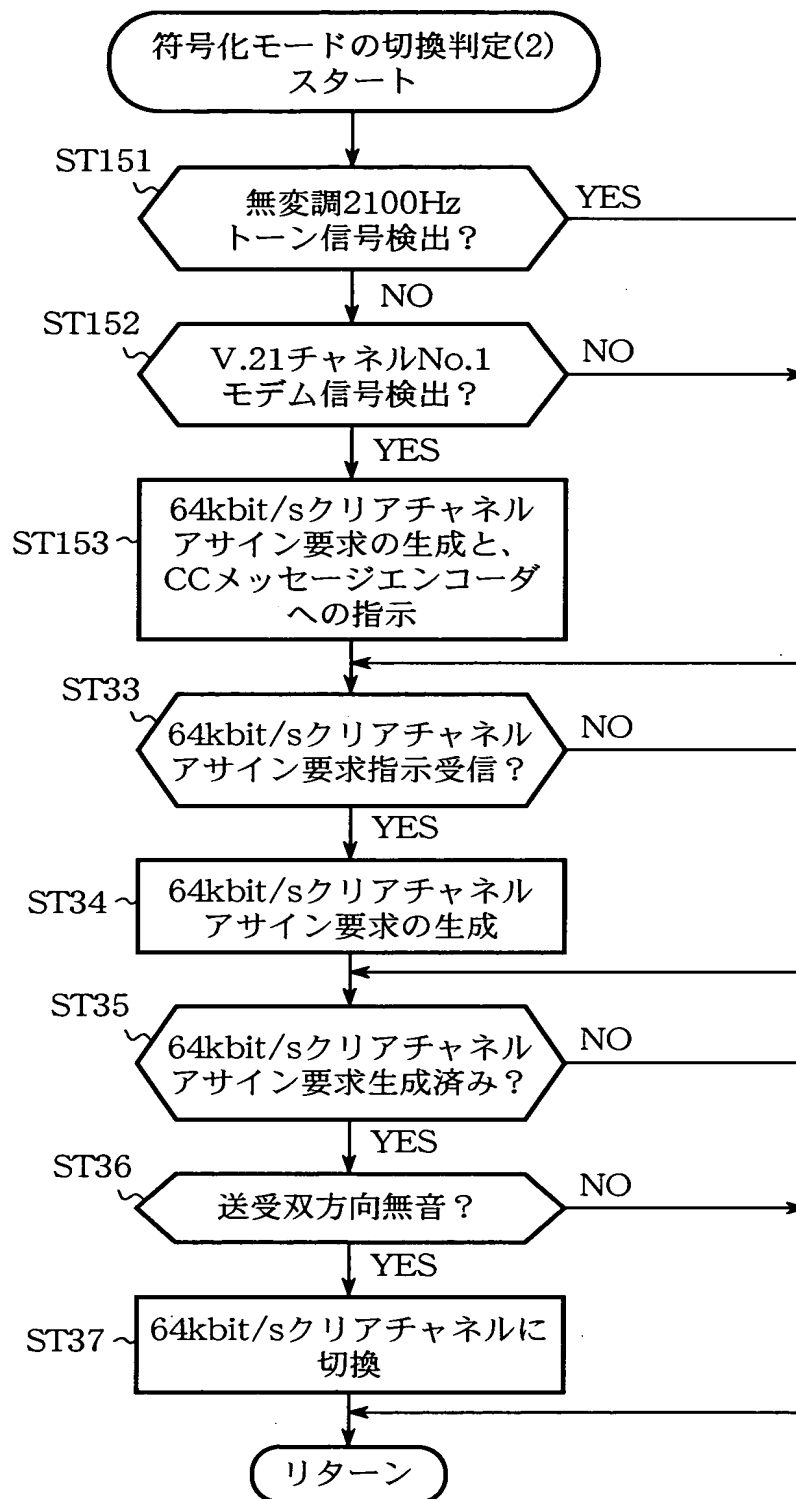 符号化モードの切換判定(2)
スタート
ST151
無変調2100Hz
トーン信号検出？
YES
NO
ST152
V.21チャネルNo.1
モデム信号検出？
NO
YES
ST153
64kbit/sクリアチャネル
アサイン要求の生成と、
CCメッセージエンコーダ
への指示
ST33
64kbit/sクリアチャネル
アサイン要求指示受信？
NO
YES
ST34
64kbit/sクリアチャネル
アサイン要求の生成
ST35
64kbit/sクリアチャネル
アサイン要求生成済み？
NO
YES
ST36
送受双方向無音？
NO
YES
ST37
64kbit/sクリアチャネルに
切換
リターン